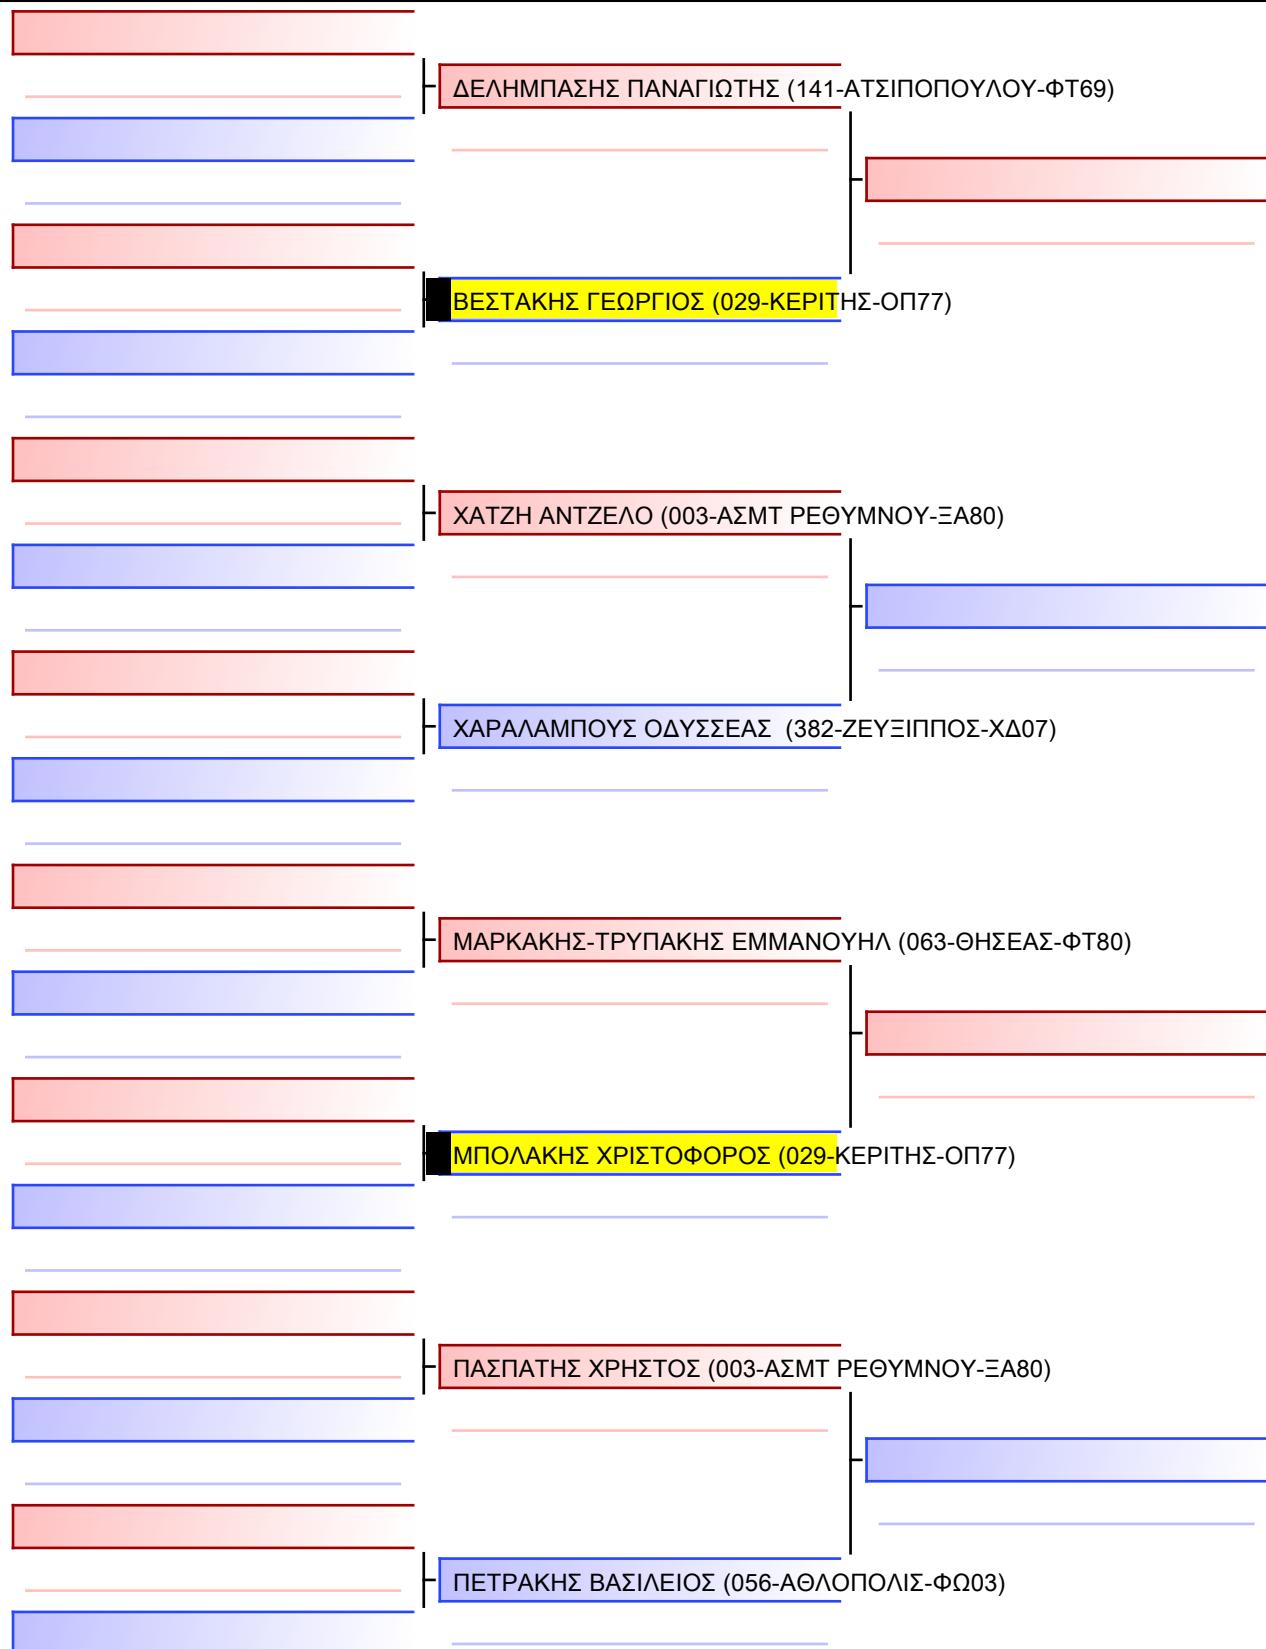 ΔΕΛΗΜΠΑΣΗΣ ΠΑΝΑΓΙΩΤΗΣ (141-ΑΤΣΙΠΟΠΟΥΛΟΥ-ΦΤ69)
ΒΕΣΤΑΚΗΣ ΓΕΩΡΓΙΟΣ (029-ΚΕΡΙΤΗΣ-ΟΠ77)
ΧΑΤΖΗ ΑΝΤΖΕΛΟ (003-ΑΣΜΤ ΡΕΘΥΜΝΟΥ-ΞΑ80)
ΧΑΡΑΛΑΜΠΟΥΣ ΟΔΥΣΣΕΑΣ  (382-ΖΕΥΞΙΠΠΟΣ-ΧΔ07)
ΜΑΡΚΑΚΗΣ-ΤΡΥΠΑΚΗΣ ΕΜΜΑΝΟΥΗΛ (063-ΘΗΣΕΑΣ-ΦΤ80)
ΜΠΟΛΑΚΗΣ ΧΡΙΣΤΟΦΟΡΟΣ (029-ΚΕΡΙΤΗΣ-ΟΠ77)
ΠΑΣΠΑΤΗΣ ΧΡΗΣΤΟΣ (003-ΑΣΜΤ ΡΕΘΥΜΝΟΥ-ΞΑ80)
ΠΕΤΡΑΚΗΣ ΒΑΣΙΛΕΙΟΣ (056-ΑΘΛΟΠΟΛΙΣ-ΦΩ03)